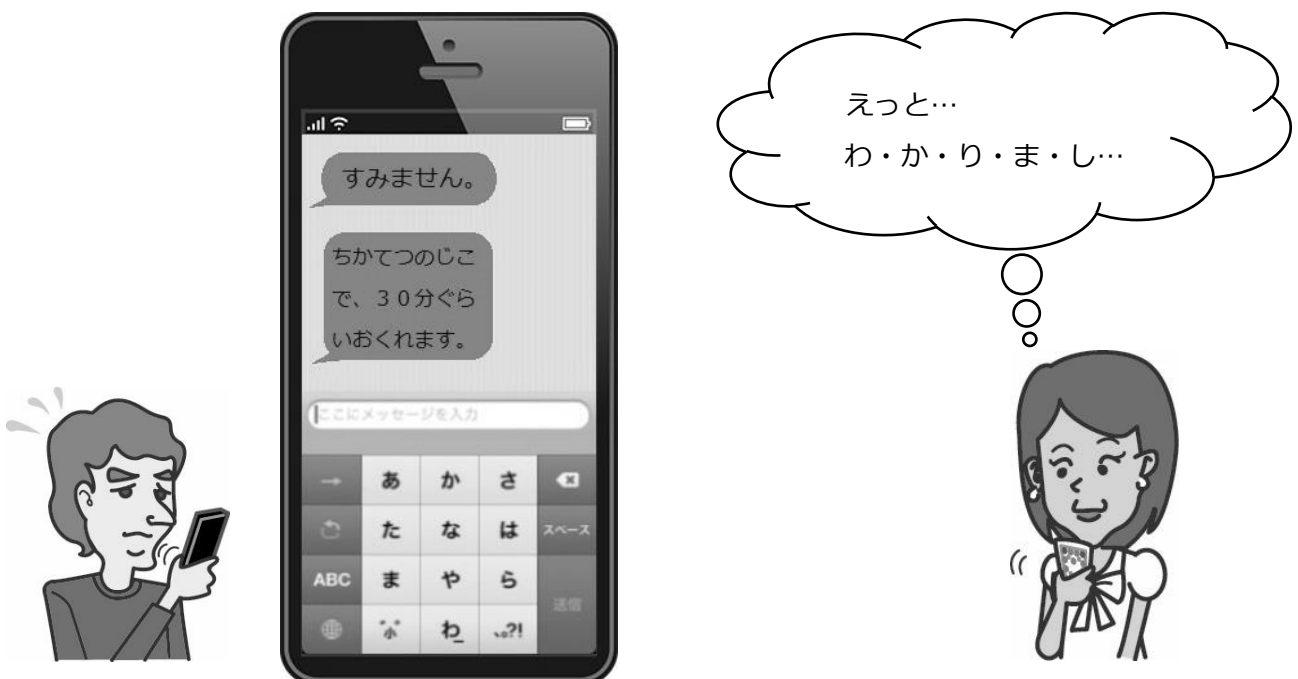 すみません。
ちかてつのじこ
で、３０分ぐら
いおくれます。
ここにメッセージを入力
→ あ か さ
た な は スペース
ABC ま や ら 送信
小 わ 、。?!
えっと…
わ・か・り・ま・し…